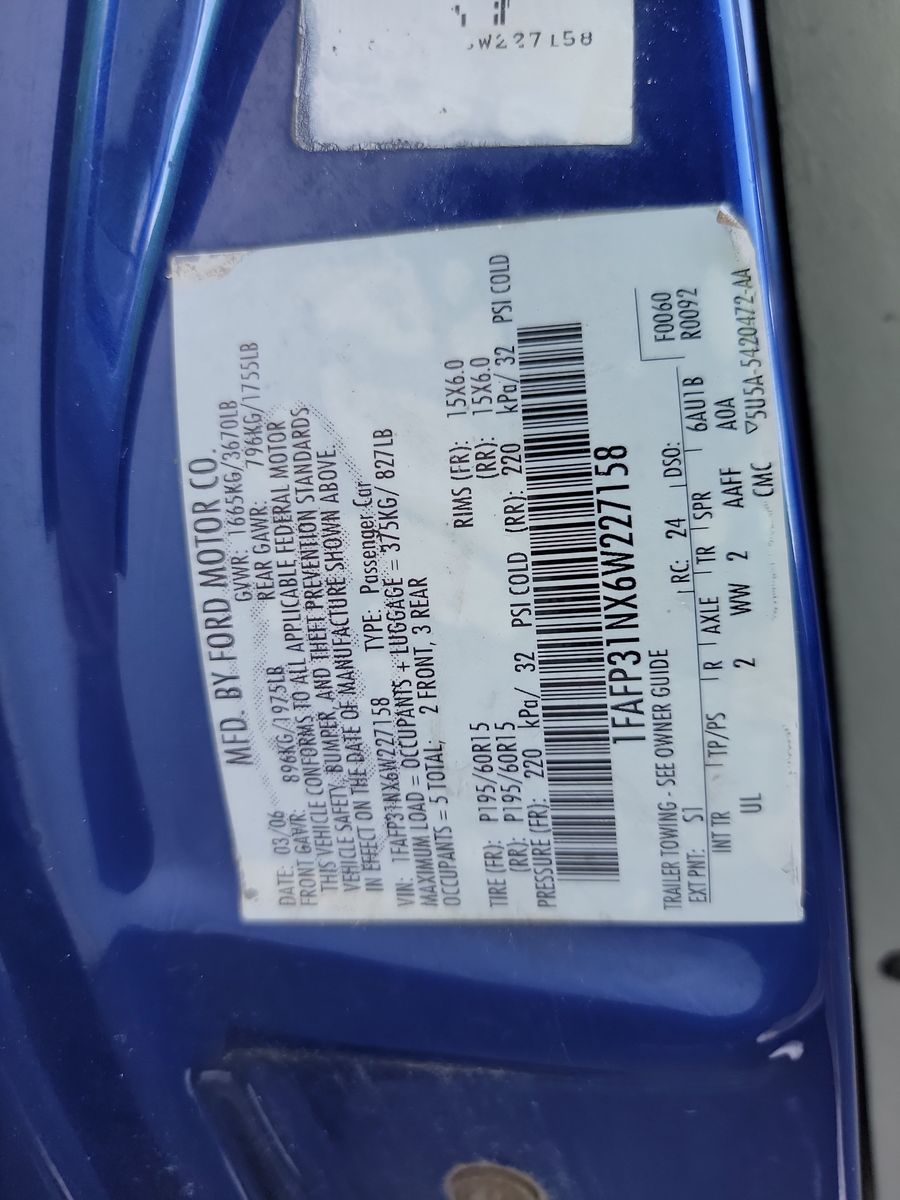 W227158
MFD. BY FORD MOTOR CO.
DATE: 03/06 GVWR: 1665KG/3670LB
FRONT GAWR: 896KG/1975LB REAR GAWR: 796KG/1755LB
THIS VEHICLE CONFORMS TO ALL APPLICABLE FEDERAL MOTOR
VEHICLE SAFETY, BUMPER, AND THEFT PREVENTION STANDARDS
IN EFFECT ON THE DATE OF MANUFACTURE SHOWN ABOVE.
VIN: 1FAFP31NX6W227158 TYPE: Passenger Car
MAXIMUM LOAD = OCCUPANTS + LUGGAGE = 375KG/ 827LB
OCCUPANTS = 5 TOTAL, 2 FRONT, 3 REAR
TIRE (FR): P195/60R15 RIMS (FR): 15X6.0
(RR): P195/60R15 (RR): 15X6.0
PRESSURE (FR): 220 kPa/ 32 PSI COLD (RR): 220 kPa/ 32 PSI COLD
1FAFP31NX6W227158
TRAILER TOWING - SEE OWNER GUIDE F0060
EXT PNT: S1 RC: 24 DSO: R0092
INT TR TP/PS R AXLE TR SPR 6AU1B
UL 2 WW 2 AAFF AOA
CMC ▽5U5A-5420472-AA